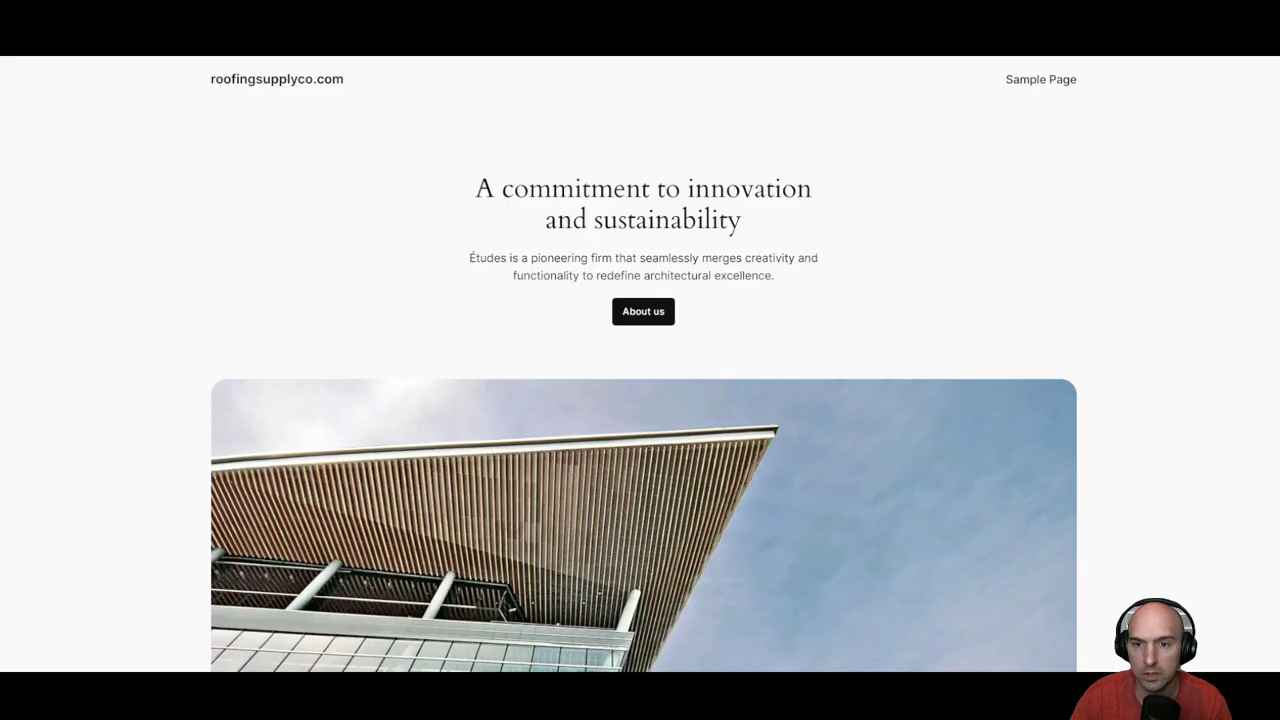 roofingsupplyco.com
Sample Page
A commitment to innovation
and sustainability
Études is a pioneering firm that seamlessly merges creativity and
functionality to redefine architectural excellence.
About us